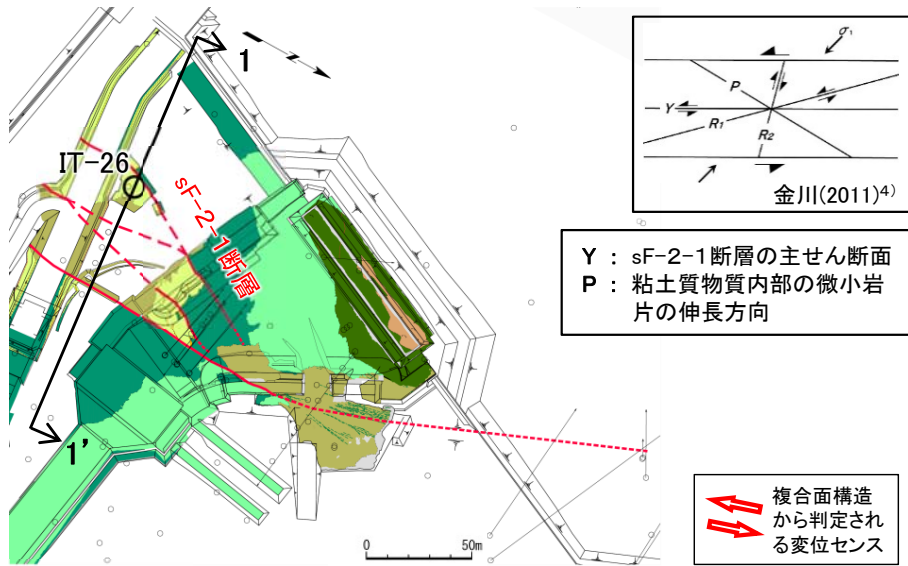 1
IT-26
sF-2-1断層
1'
0
50m
σ₁
P
Y
R₁
R₂
金川(2011)⁴⁾
Y : sF-2-1断層の主せん断面
P : 粘土質物質内部の微小岩
片の伸長方向
複合面構造
から判定され
る変位センス